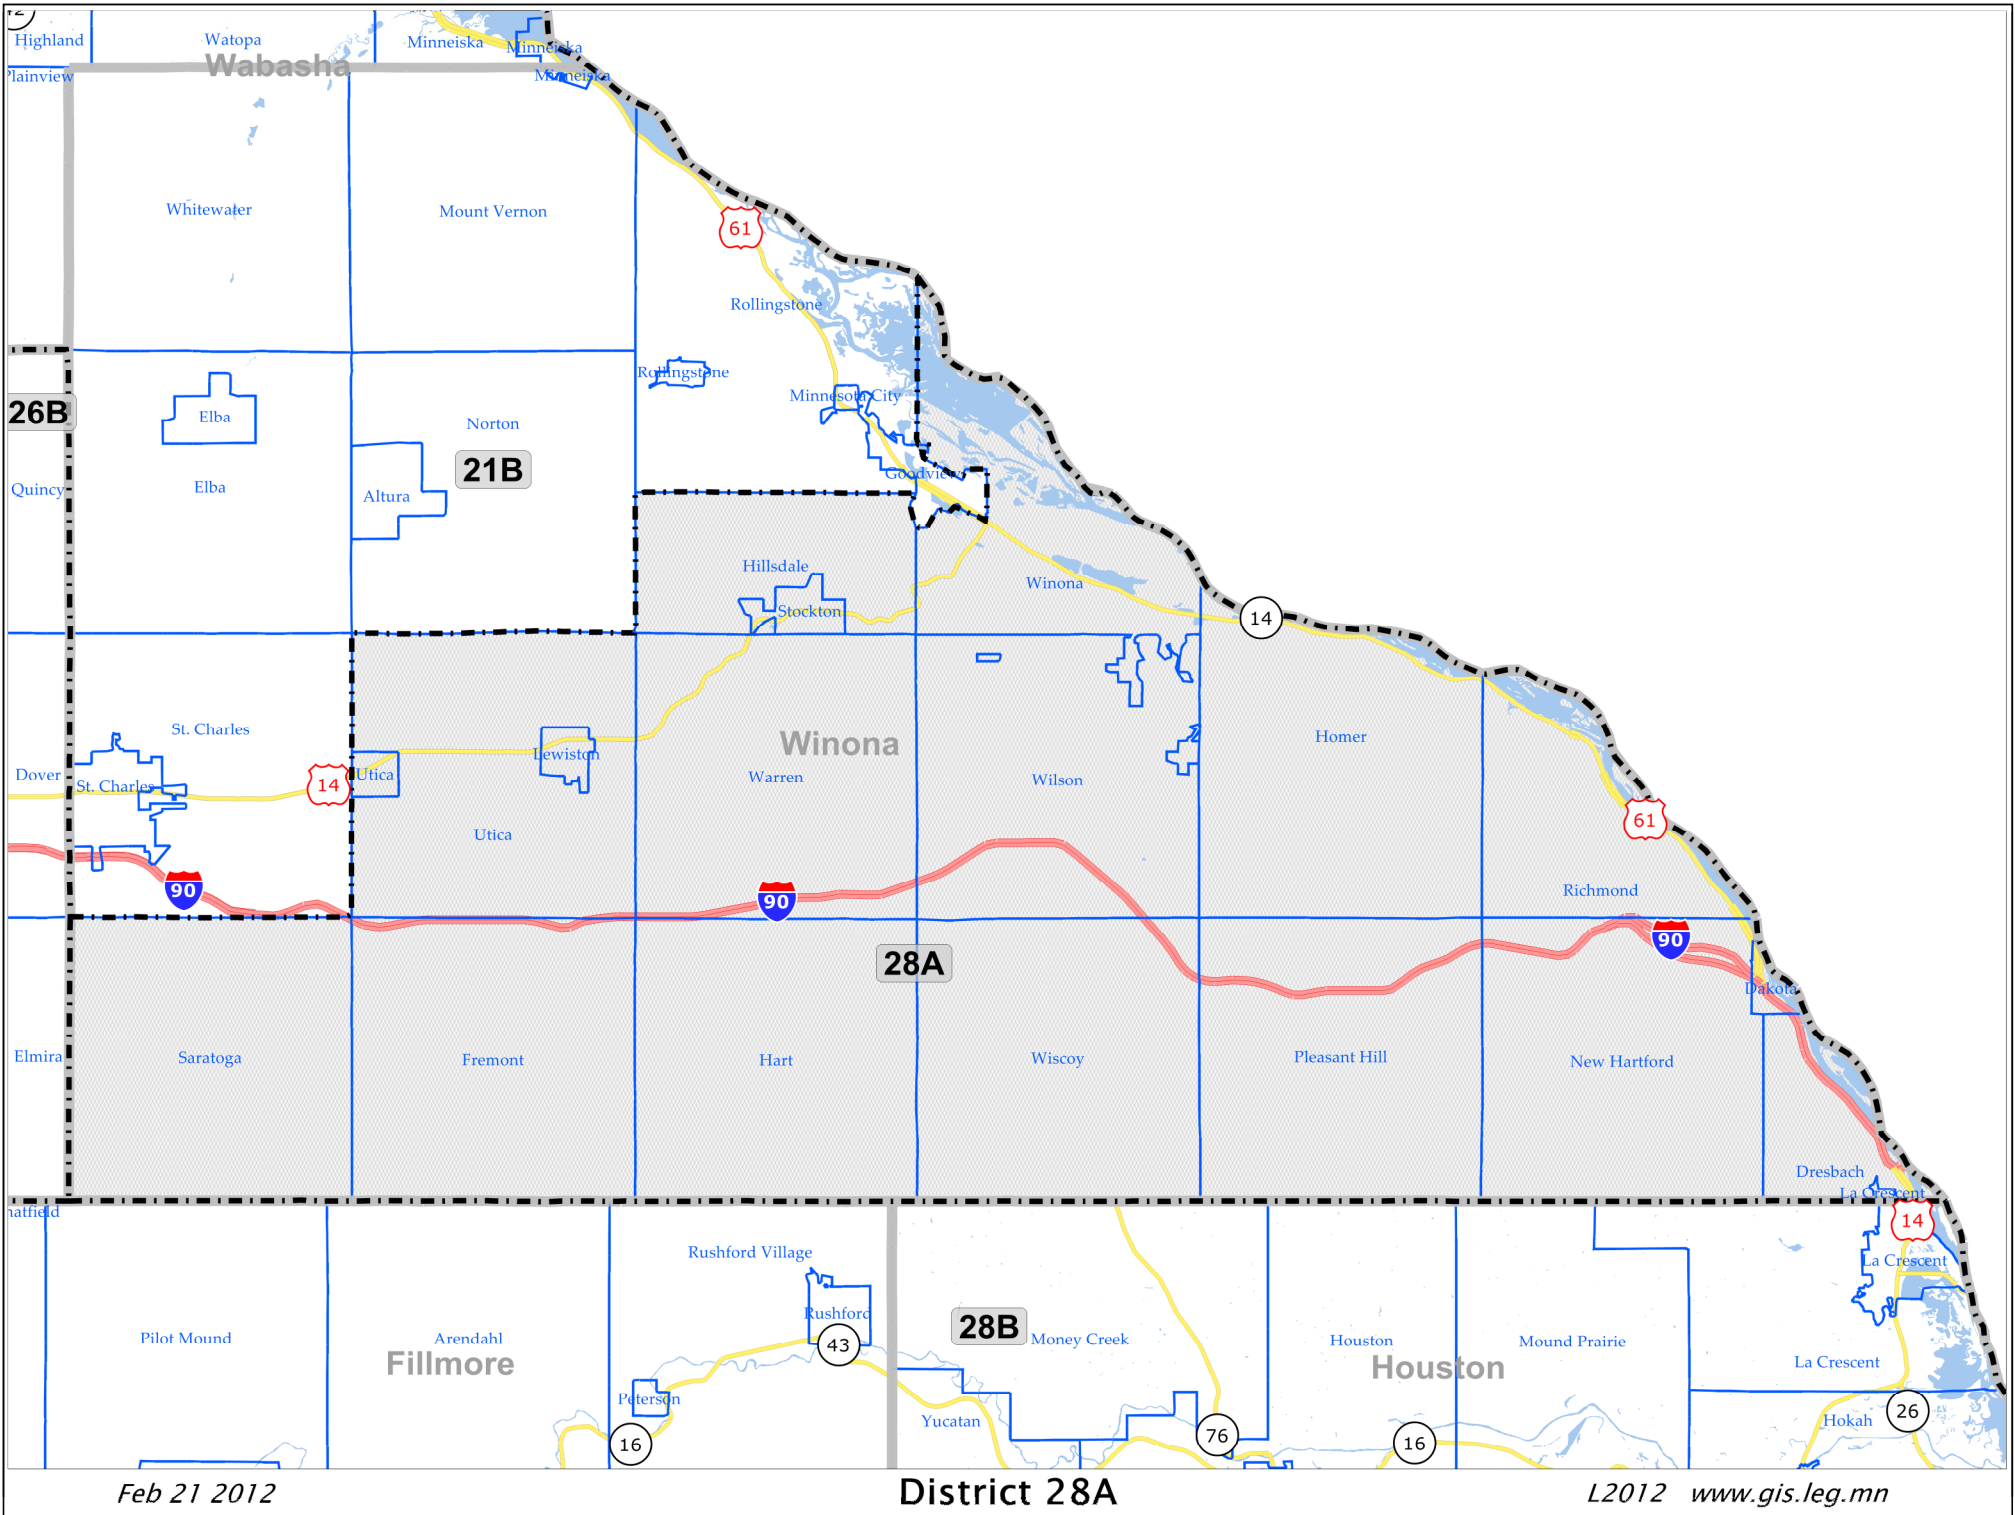 Highland
Watopa
Minneiska
Minneiska
Wabasha
Plainview
Minneiska
Whitewater
Mount Vernon
61
Rollingstone
Rollingstone
Minnesota City
26B
Elba
Norton
21B
Goodview
Quincy
Elba
Altura
Hillsdale
Winona
Stockton
14
St. Charles
Winona
Homer
Lewiston
Dover
St. Charles
14
Utica
Warren
Wilson
61
Utica
90
90
Richmond
90
28A
Dakota
Elmira
Saratoga
Fremont
Hart
Wiscoy
Pleasant Hill
New Hartford
Dresbach
La Crescent
hatfield
14
Rushford Village
La Crescent
Rushford
28B
Pilot Mound
Arendahl
43
Money Creek
Houston
Mound Prairie
Fillmore
Houston
La Crescent
Peterson
Yucatan
26
Hokah
16
76
16
Feb 21 2012
District 28A
L2012 www.gis.leg.mn